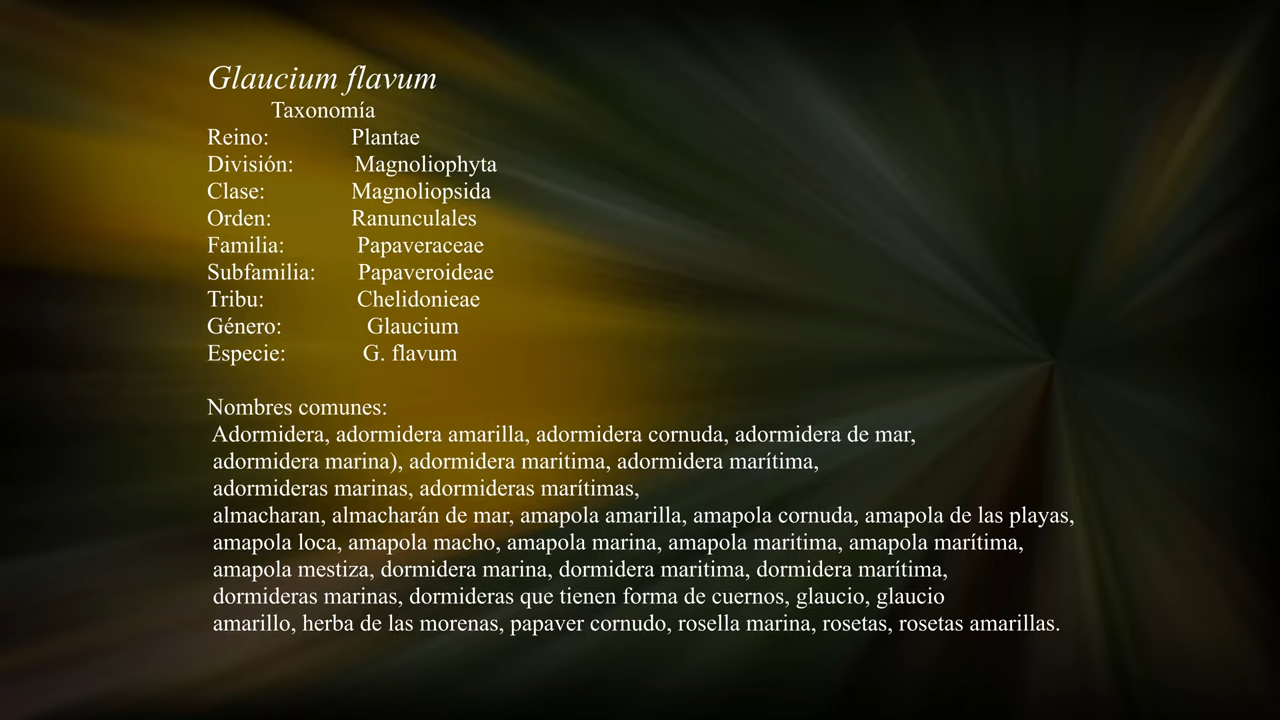 Glaucium flavum
Taxonomía
Reino: Plantae
División: Magnoliophyta
Clase: Magnoliopsida
Orden: Ranunculales
Familia: Papaveraceae
Subfamilia: Papaveroideae
Tribu: Chelidonieae
Género: Glaucium
Especie: G. flavum
Nombres comunes:
Adormidera, adormidera amarilla, adormidera cornuda, adormidera de mar,
adormidera marina), adormidera maritima, adormidera marítima,
adormideras marinas, adormideras marítimas,
almacharan, almacharán de mar, amapola amarilla, amapola cornuda, amapola de las playas,
amapola loca, amapola macho, amapola marina, amapola maritima, amapola marítima,
amapola mestiza, dormidera marina, dormidera maritima, dormidera marítima,
dormideras marinas, dormideras que tienen forma de cuernos, glaucio, glaucio
amarillo, herba de las morenas, papaver cornudo, rosella marina, rosetas, rosetas amarillas.